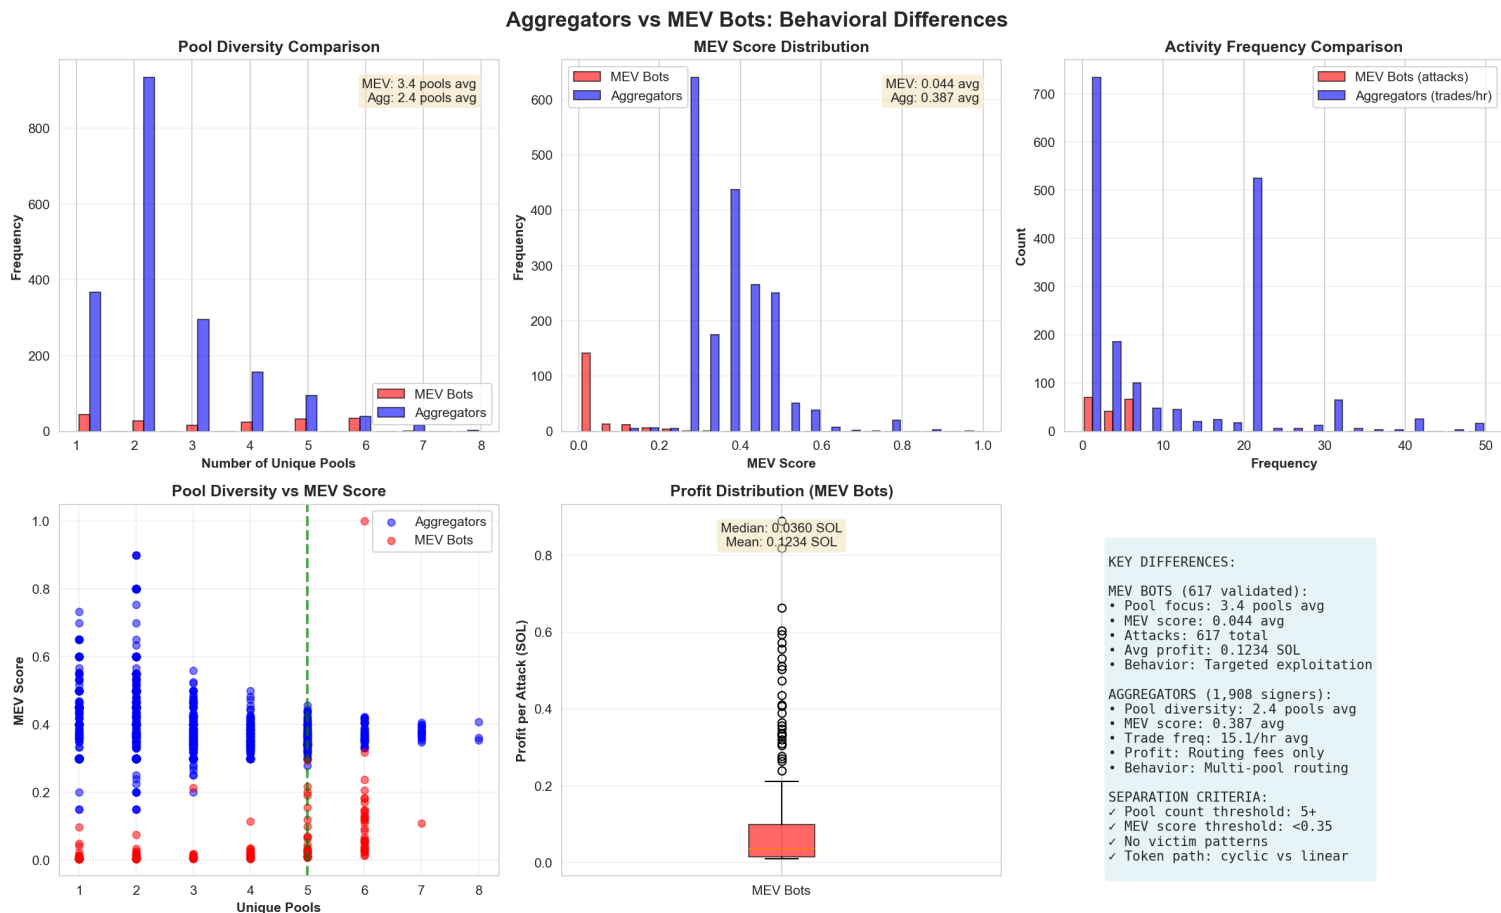 Aggregators vs MEV Bots: Behavioral Differences
Pool Diversity Comparison
MEV: 3.4 pools avg
Agg: 2.4 pools avg
Frequency
800
600
400
200
0
MEV Bots
Aggregators
1 2 3 4 5 6 7 8
Number of Unique Pools
MEV Score Distribution
MEV Bots
Aggregators
MEV: 0.044 avg
Agg: 0.387 avg
Frequency
600
500
400
300
200
100
0
0.0 0.2 0.4 0.6 0.8 1.0
MEV Score
Activity Frequency Comparison
MEV Bots (attacks)
Aggregators (trades/hr)
Count
700
600
500
400
300
200
100
0
0 10 20 30 40 50
Frequency
Pool Diversity vs MEV Score
Aggregators
MEV Bots
MEV Score
1.0
0.8
0.6
0.4
0.2
0.0
1 2 3 4 5 6 7 8
Unique Pools
Profit Distribution (MEV Bots)
Median: 0.0360 SOL
Mean: 0.1234 SOL
Profit per Attack (SOL)
0.8
0.6
0.4
0.2
0.0
MEV Bots
KEY DIFFERENCES:
MEV BOTS (617 validated):
• Pool focus: 3.4 pools avg
• MEV score: 0.044 avg
• Attacks: 617 total
• Avg profit: 0.1234 SOL
• Behavior: Targeted exploitation
AGGREGATORS (1,908 signers):
• Pool diversity: 2.4 pools avg
• MEV score: 0.387 avg
• Trade freq: 15.1/hr avg
• Profit: Routing fees only
• Behavior: Multi-pool routing
SEPARATION CRITERIA:
✓ Pool count threshold: 5+
✓ MEV score threshold: <0.35
✓ No victim patterns
✓ Token path: cyclic vs linear